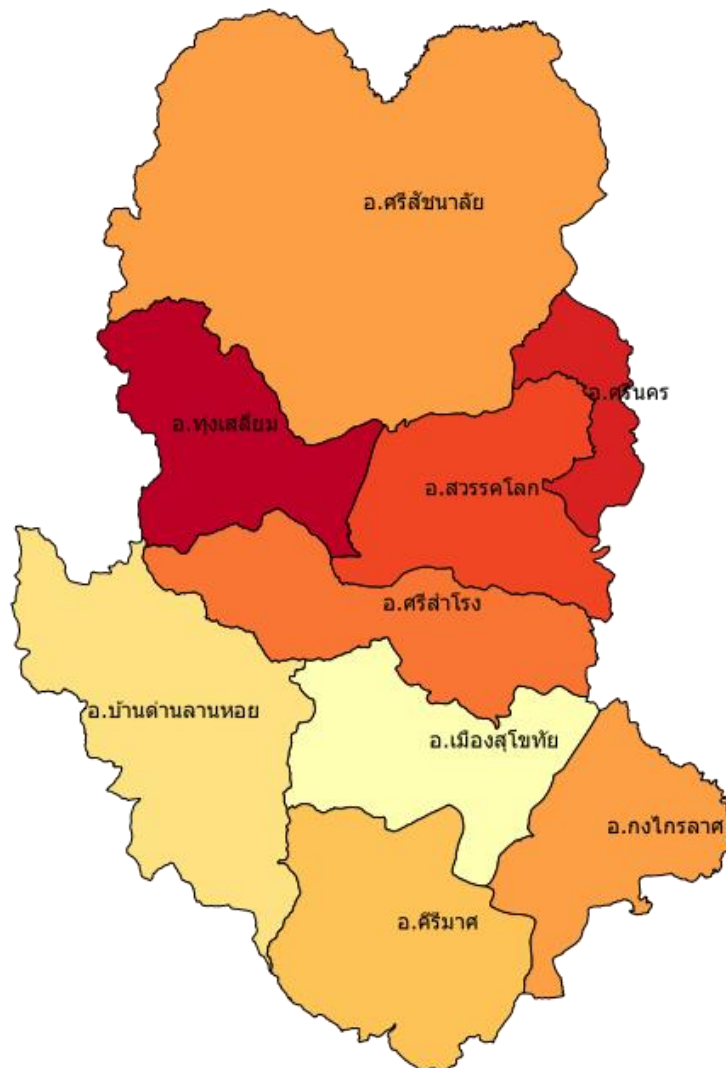 อ.ศรีสัชนาลัย
อ.ศรีนคร
อ.ทุ่งเสลี่ยม
อ.สวรรคโลก
อ.ศรีสำโรง
อ.บ้านด่านลานหอย
อ.เมืองสุโขทัย
อ.กงไกรลาศ
อ.คีรีมาศ